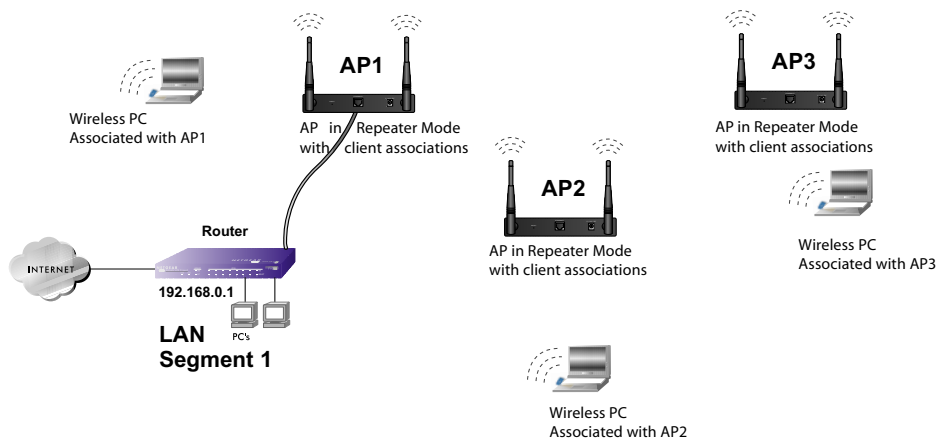 AP1
AP3
Wireless PC
Associated with AP1
AP in Repeater Mode
with client associations
AP in Repeater Mode
with client associations
AP2
Router
AP in Repeater Mode
with client associations
Wireless PC
Associated with AP3
INTERNET
192.168.0.1
LAN
Segment 1
PC's
Wireless PC
Associated with AP2